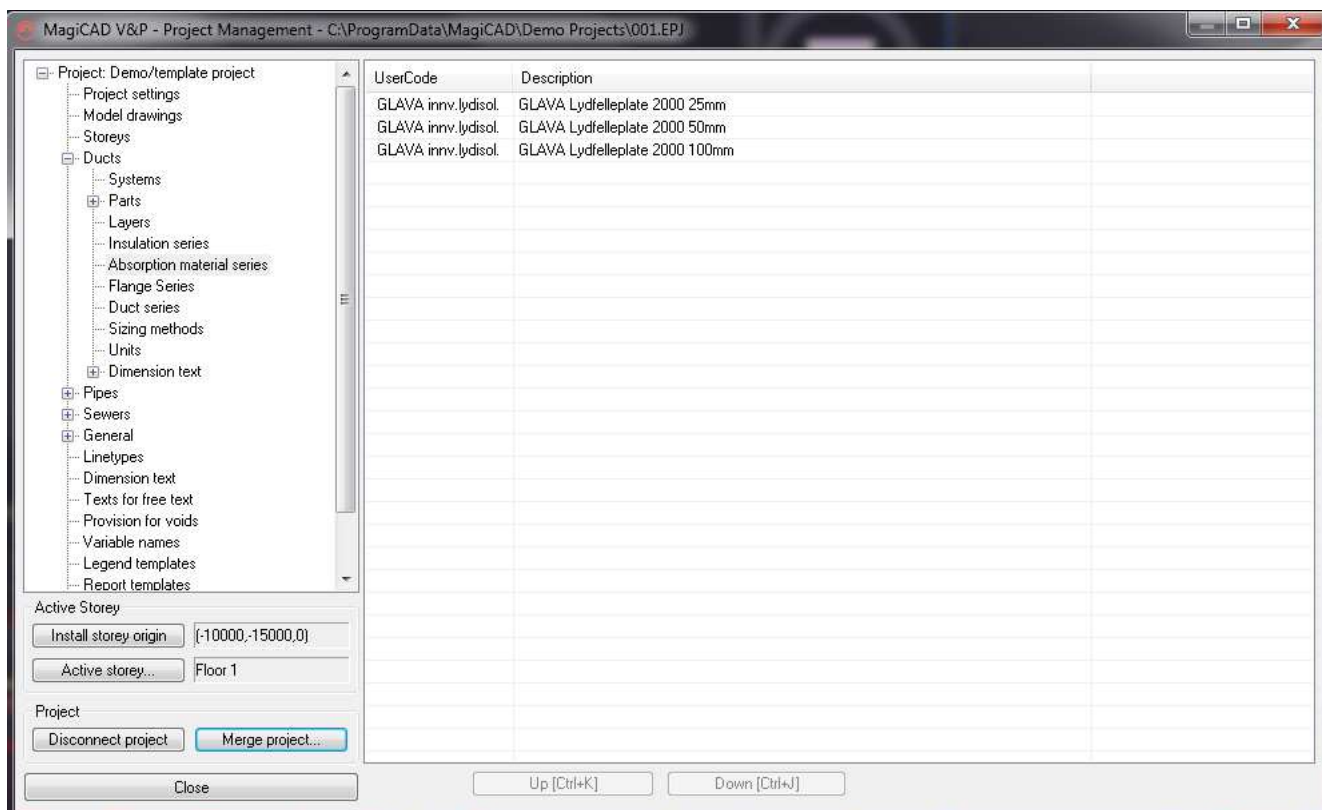 MagiCAD V&P - Project Management - C:\ProgramData\MagiCAD\Demo Projects\001.EPJ
Project: Demo/template project
Project settings
Model drawings
Storeys
Ducts
Systems
Parts
Layers
Insulation series
Absorption material series
Flange Series
Duct series
Sizing methods
Units
Dimension text
Pipes
Sewers
General
Linetypes
Dimension text
Texts for free text
Provision for voids
Variable names
Legend templates
Report templates
Active Storey
Install storey origin (-10000,-15000,0)
Active storey... Floor 1
Project
Disconnect project Merge project...
Close
UserCode Description
GLAVA innv.lydisol. GLAVA Lydfelleplate 2000 25mm
GLAVA innv.lydisol. GLAVA Lydfelleplate 2000 50mm
GLAVA innv.lydisol. GLAVA Lydfelleplate 2000 100mm
Up [Ctrl+K] Down [Ctrl+J]